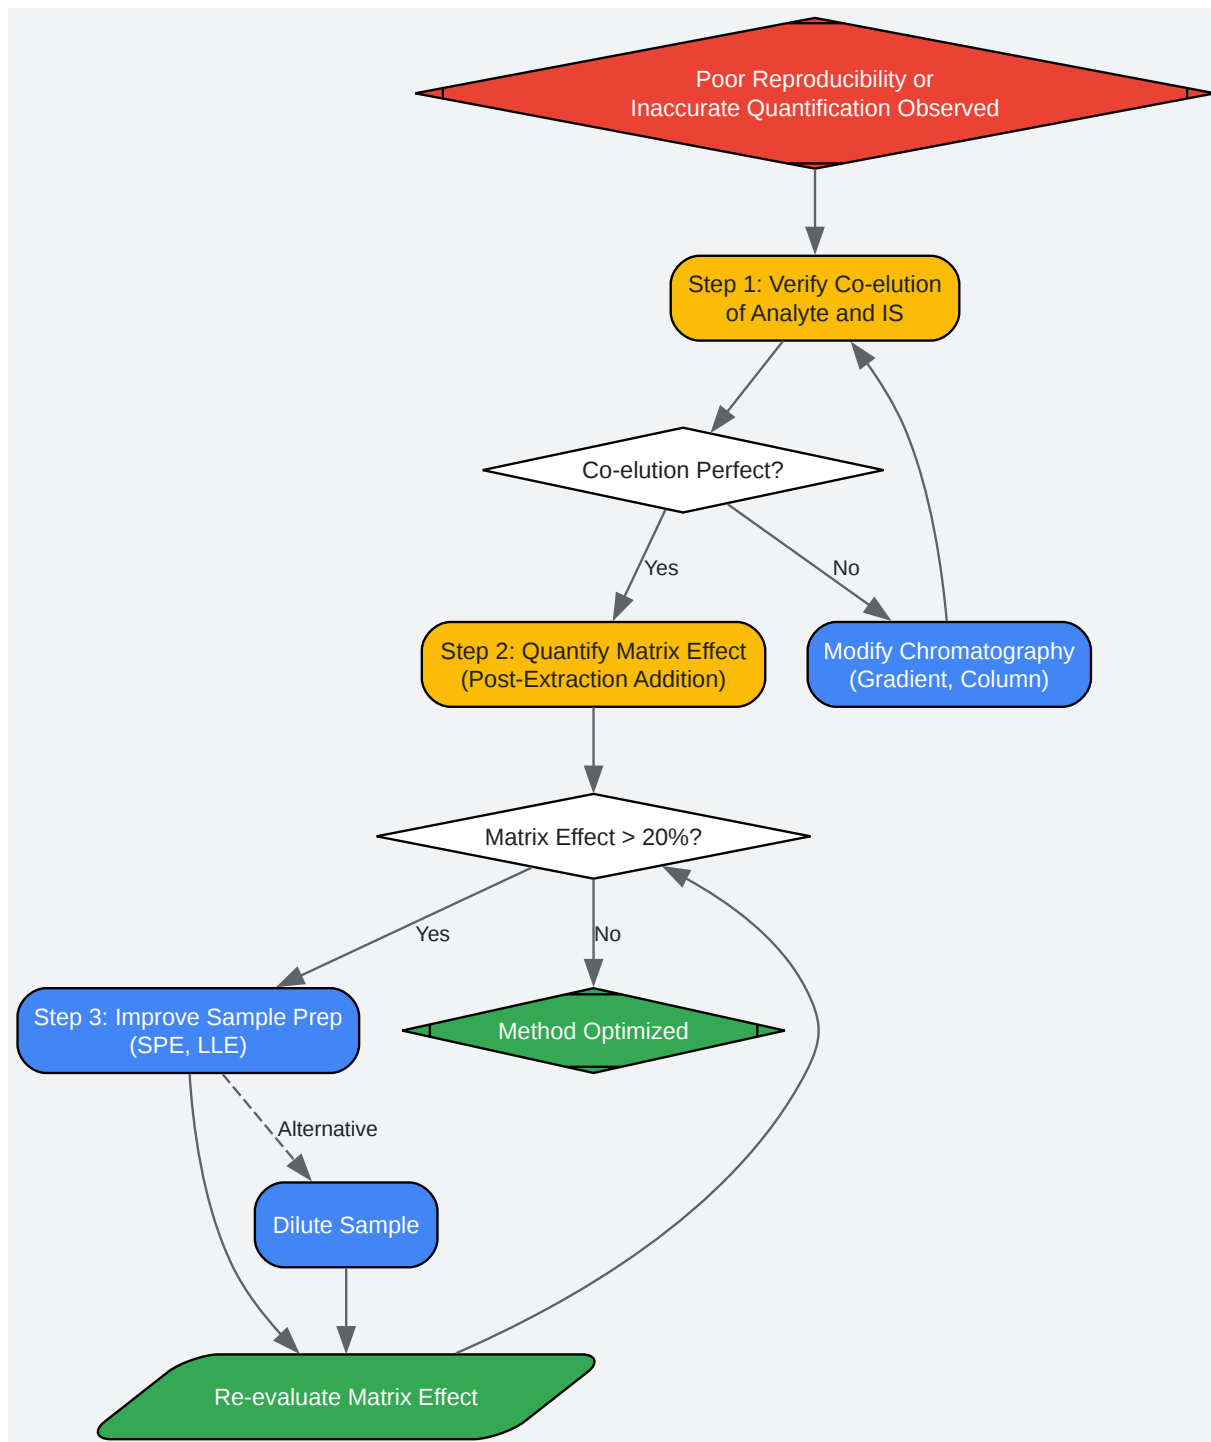 Poor Reproducibility or
Inaccurate Quantification Observed
Step 1: Verify Co-elution
of Analyte and IS
Co-elution Perfect?
Yes
No
Step 2: Quantify Matrix Effect
(Post-Extraction Addition)
Modify Chromatography
(Gradient, Column)
Matrix Effect > 20%?
Yes
No
Step 3: Improve Sample Prep
(SPE, LLE)
Method Optimized
Alternative
Dilute Sample
Re-evaluate Matrix Effect